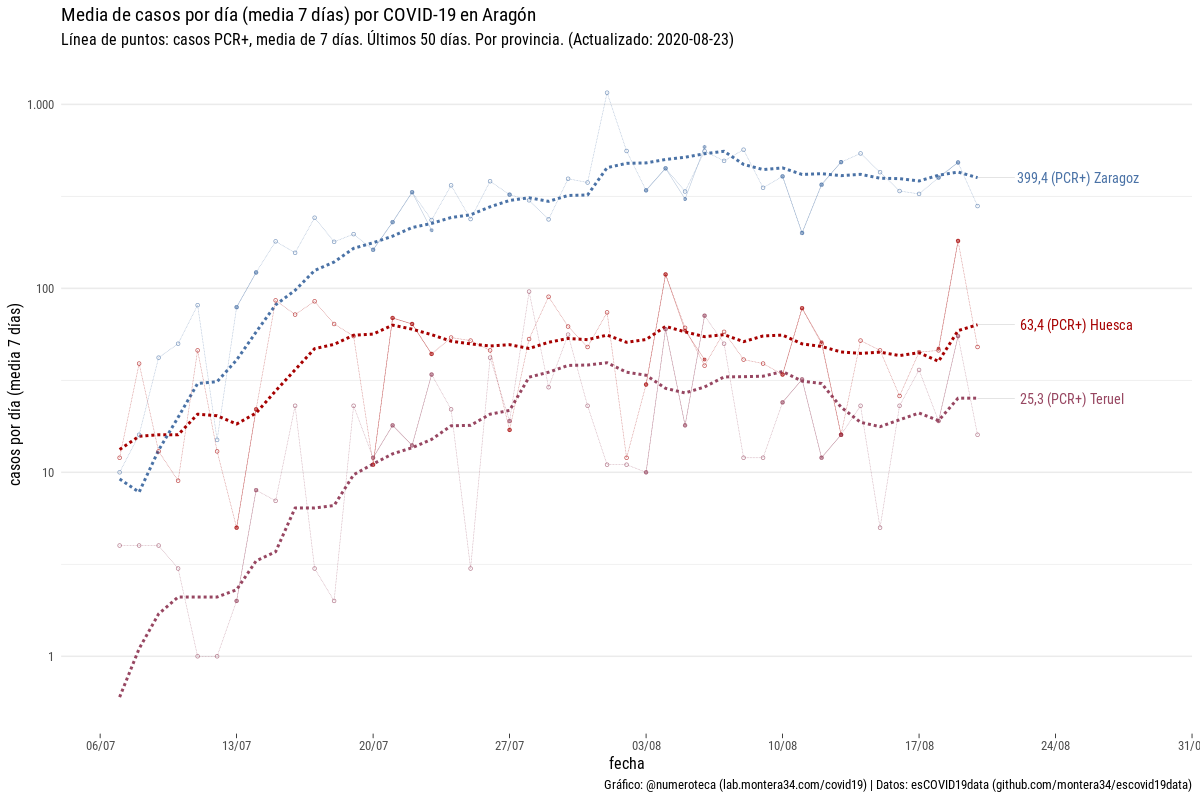 Media de casos por día (media 7 días) por COVID-19 en Aragón
Línea de puntos: casos PCR+, media de 7 días. Últimos 50 días. Por provincia. (Actualizado: 2020-08-23)
casos por día (media 7 días)
1.000
100
10
1
399,4 (PCR+) Zaragoz
63,4 (PCR+) Huesca
25,3 (PCR+) Teruel
06/07
13/07
20/07
27/07
03/08
10/08
17/08
24/08
31/0
fecha
Gráfico: @numeroteca (lab.montera34.com/covid19) | Datos: esCOVID19data (github.com/montera34/escovid19data)